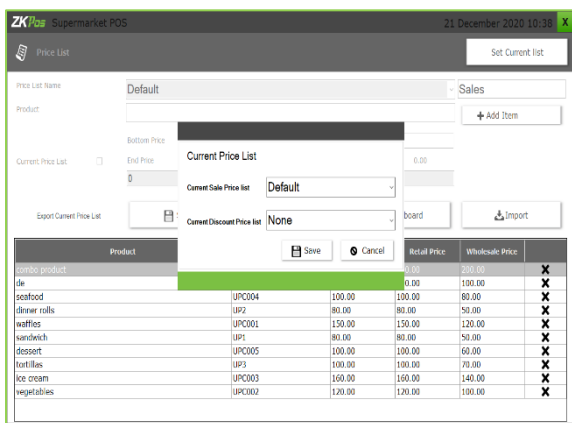 ZKPos Supermarket POS 21 December 2020 10:38 X
Price List Set Current list
Price List Name Default Sales
Product + Add Item
Bottom Price
Current Price List End Price 0.00
0
Export Current Price List board Import
Current Price List
Current Sale Price list Default
Current Discount Price list None
Save Cancel
Product Retail Price Wholesale Price
combo product 200.00
de 100.00
seafood UPC004 100.00 100.00 80.00
dinner rolls UP2 80.00 80.00 50.00
waffles UPC001 150.00 150.00 120.00
sandwich UP1 80.00 80.00 50.00
dessert UPC005 100.00 100.00 60.00
tortillas UP3 100.00 100.00 70.00
ice cream UPC003 160.00 160.00 140.00
vegetables UPC002 120.00 120.00 100.00